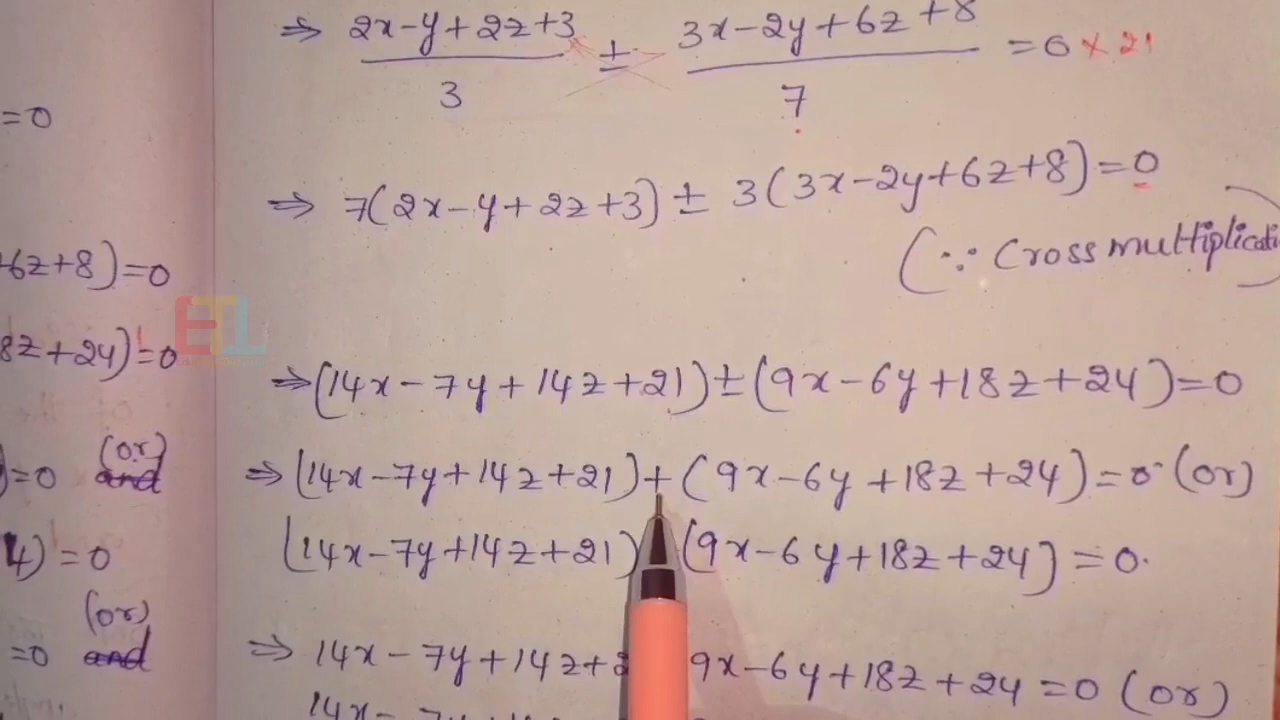 =0
6z+8)=0
8z+24)=0
)=0 (or) and
4)=0
=0 (or) and
⇒ 2x-y+2z+3/3 ± 3x-2y+6z+8/7 = 0 × 21
⇒ 7(2x-y+2z+3) ± 3(3x-2y+6z+8)=0
(∵ Cross multiplicati
ETL
⇒(14x-7y+14z+21)±(9x-6y+18z+24)=0
⇒(14x-7y+14z+21)+(9x-6y+18z+24)=0 (or)
(14x-7y+14z+21) (9x-6y+18z+24)=0.
⇒ 14x-7y+14z+ 9x-6y+18z+24=0 (or)
14x-